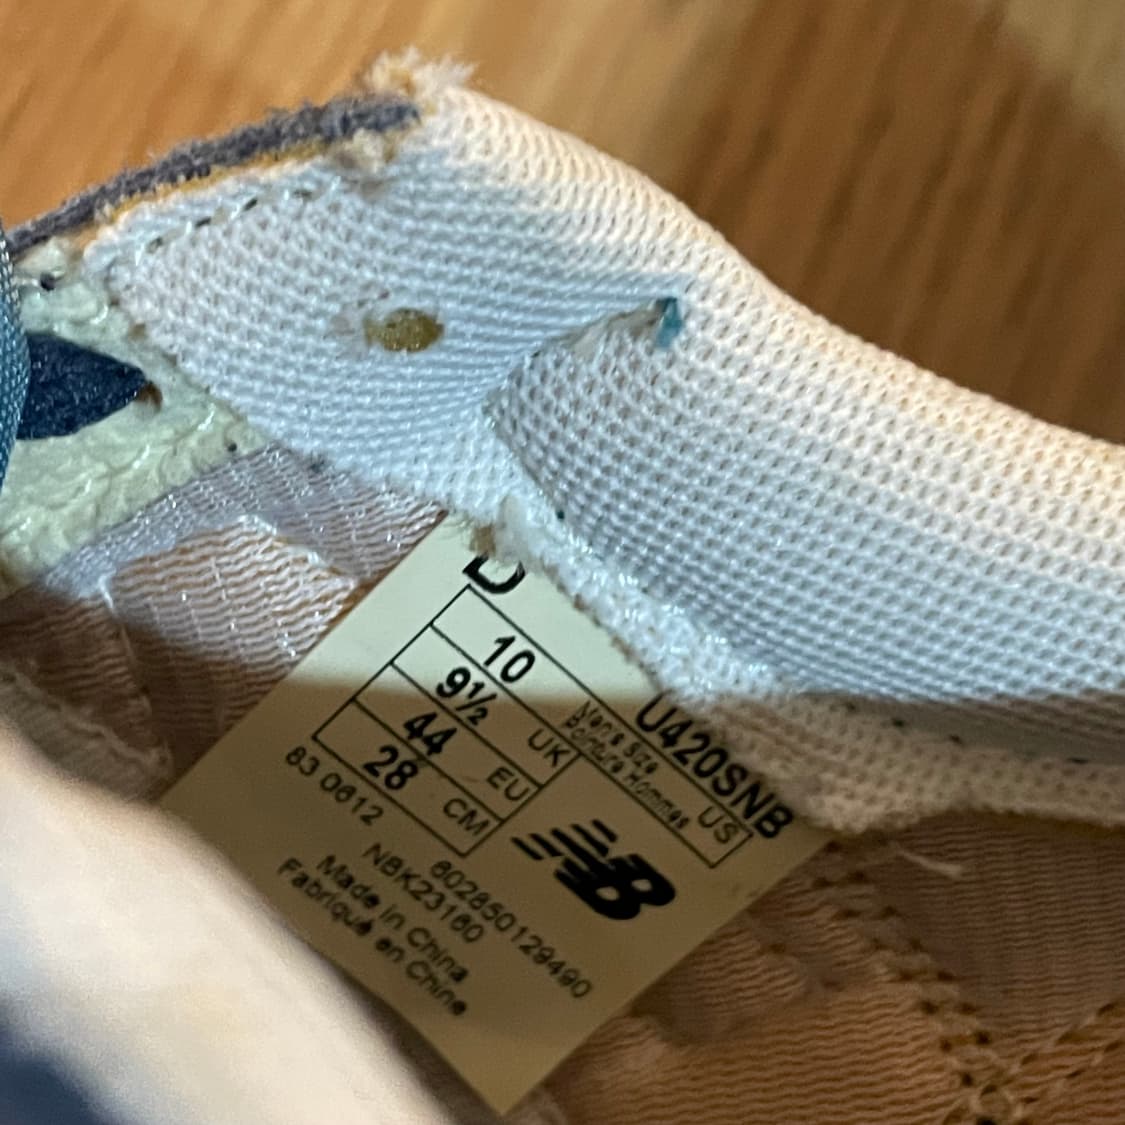 D
U420SNB
10 Men's Size US
Pointure Hommes
9½ UK
44 EU
28 CM
NB
83 0612
602850129490
NBK23160
Made in China
Fabriqué en Chine